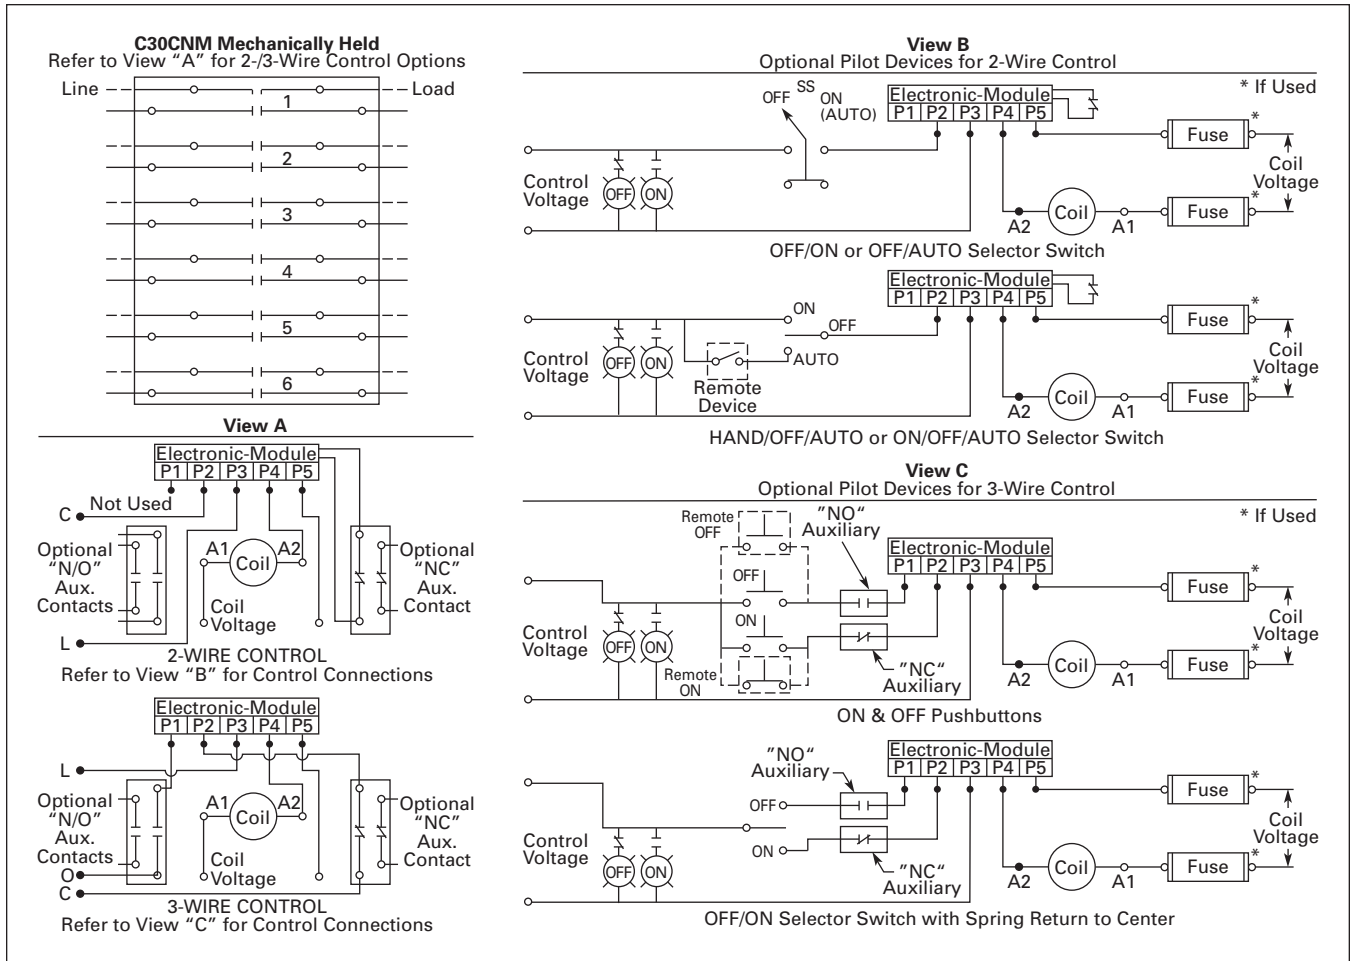 C30CNM Mechanically Held
Refer to View “A” for 2-/3-Wire Control Options
Line
Load
1
2
3
4
5
6
View A
Electronic-Module
P1 P2 P3 P4 P5
Not Used
C
Optional
“N/O”
Aux.
Contacts
A1
Coil
A2
Coil
Voltage
Optional
“NC”
Aux.
Contact
L
2-WIRE CONTROL
Refer to View “B” for Control Connections
Electronic-Module
P1 P2 P3 P4 P5
L
Optional
“N/O”
Aux.
Contacts
O
C
A1
Coil
A2
Coil
Voltage
Optional
“NC”
Aux.
Contact
3-WIRE CONTROL
Refer to View “C” for Control Connections
View B
Optional Pilot Devices for 2-Wire Control
* If Used
OFF
SS
ON
(AUTO)
Electronic-Module
P1 P2 P3 P4 P5
Fuse
*
Control
Voltage
OFF
ON
Coil
Voltage
A2
Coil
A1
Fuse
*
OFF/ON or OFF/AUTO Selector Switch
Electronic-Module
P1 P2 P3 P4 P5
ON
OFF
AUTO
Fuse
*
Control
Voltage
OFF
ON
Remote
Device
Coil
Voltage
A2
Coil
A1
Fuse
*
HAND/OFF/AUTO or ON/OFF/AUTO Selector Switch
View C
Optional Pilot Devices for 3-Wire Control
* If Used
Remote
OFF
”NO“
Auxiliary
Electronic-Module
P1 P2 P3 P4 P5
OFF
Fuse
*
Control
Voltage
OFF
ON
ON
Remote
ON
”NC“
Auxiliary
Coil
Voltage
A2
Coil
A1
Fuse
*
ON & OFF Pushbuttons
”NO“
Auxiliary
Electronic-Module
P1 P2 P3 P4 P5
OFF
ON
Fuse
*
Control
Voltage
OFF
ON
”NC“
Auxiliary
Coil
Voltage
A2
Coil
A1
Fuse
*
OFF/ON Selector Switch with Spring Return to Center